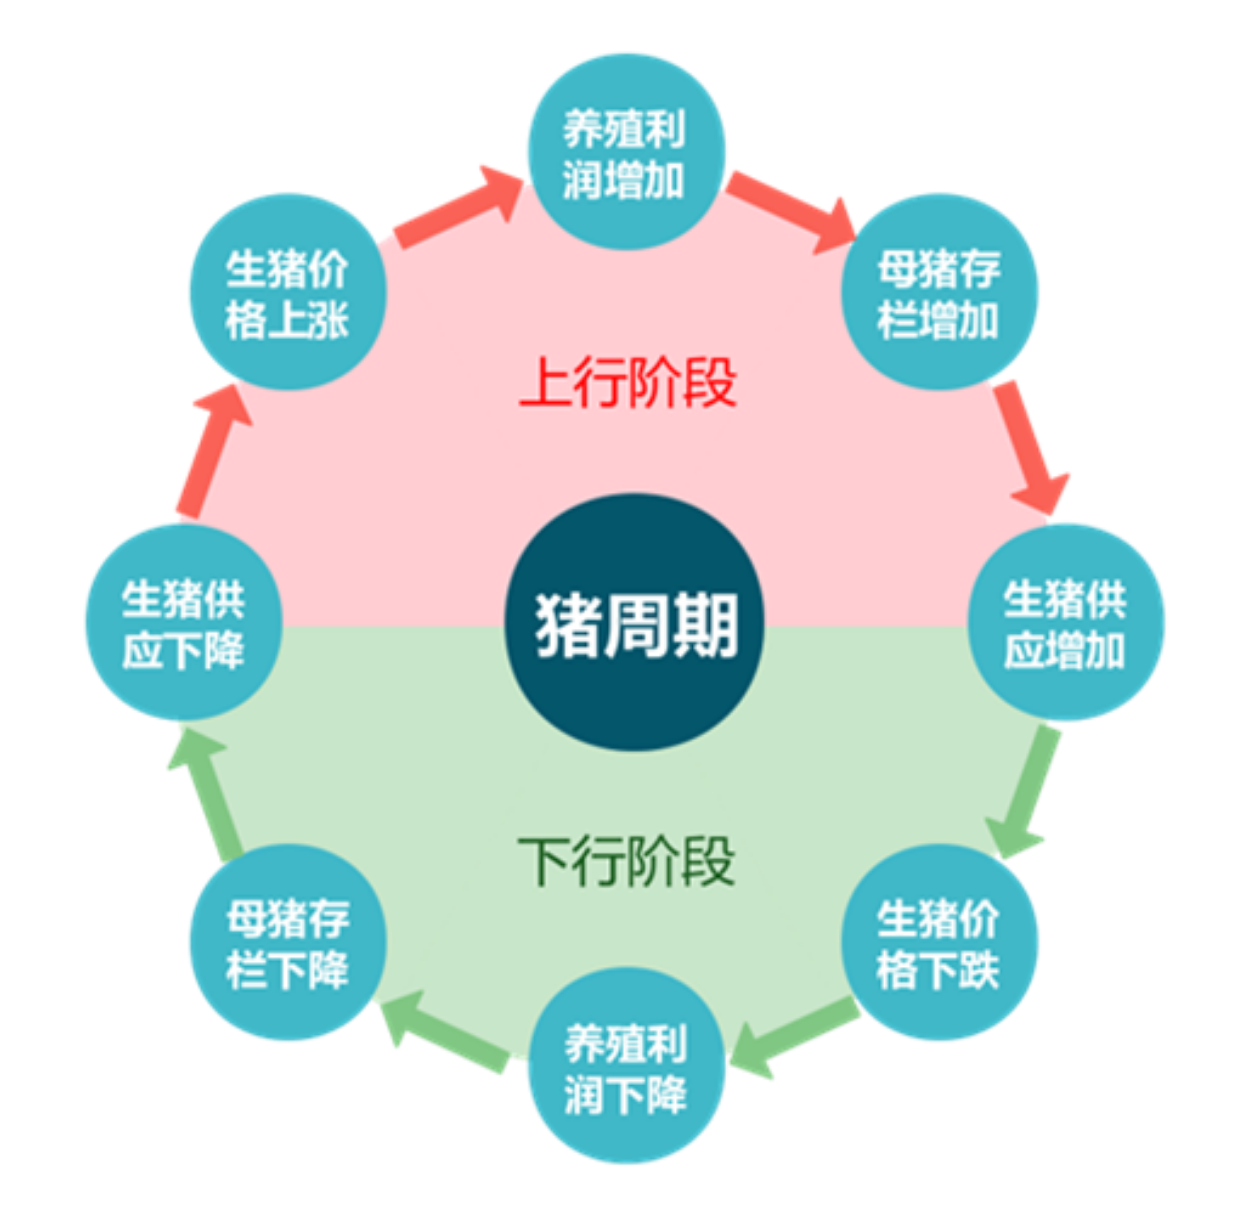 养殖利
润增加
生猪价
格上涨
母猪存
栏增加
上行阶段
生猪供
应下降
猪周期
生猪供
应增加
下行阶段
母猪存
栏下降
生猪价
格下跌
养殖利
润下降